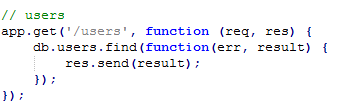 // users
app.get('/users', function (req, res) {
    db.users.find(function(err, result) {
        res.send(result);
    });
});